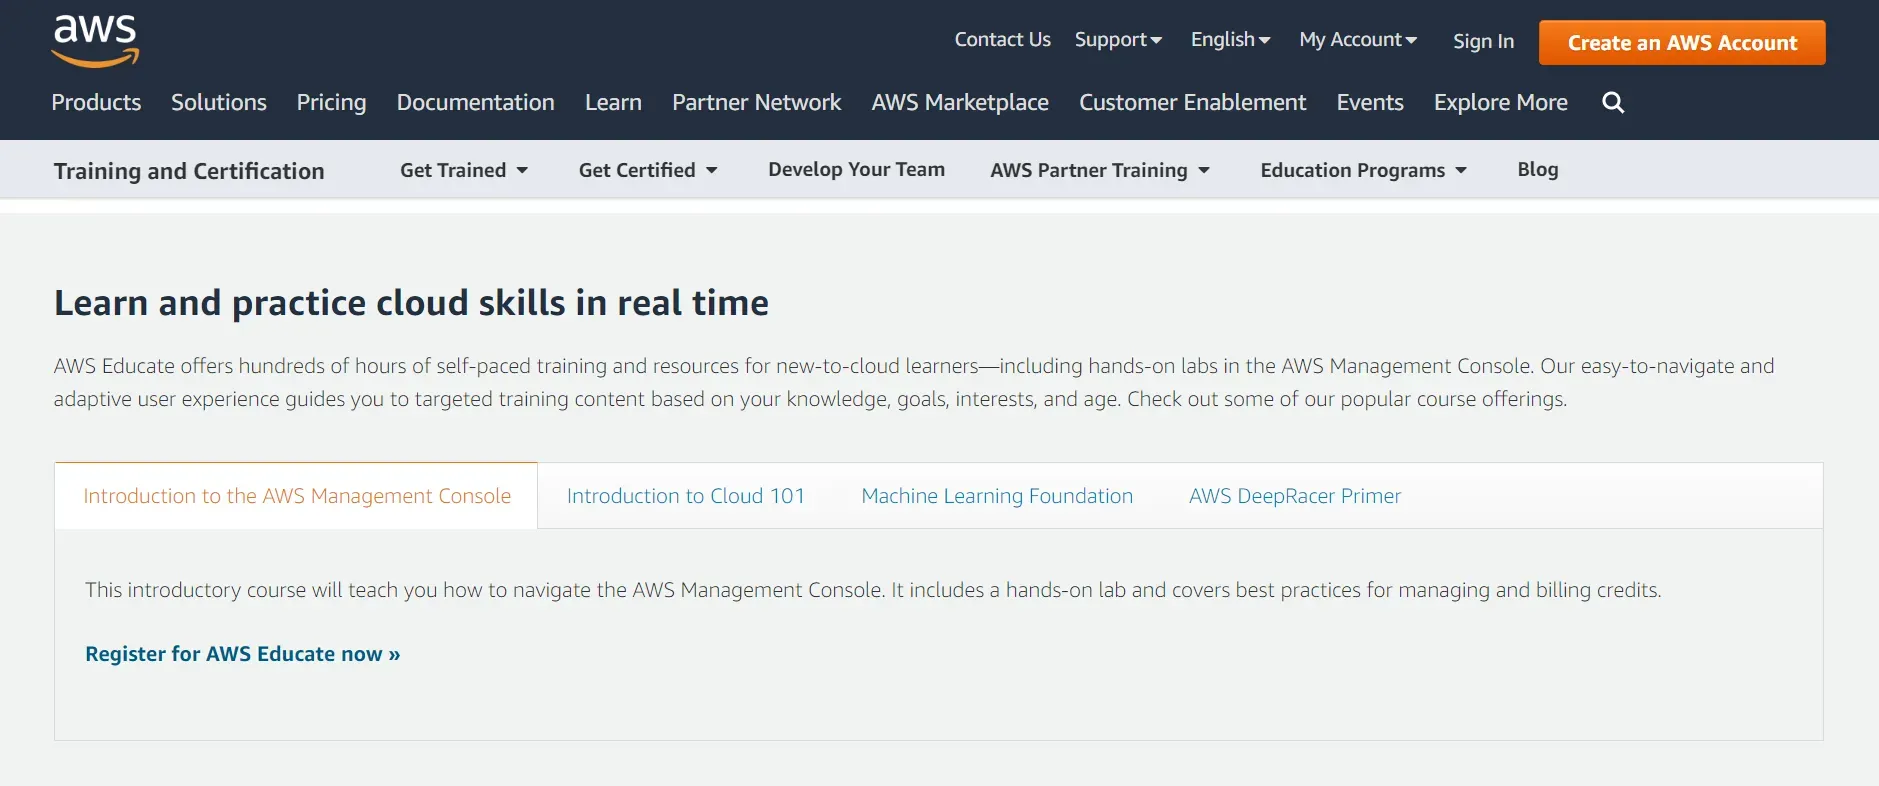 aws
Contact Us Support English My Account Sign In Create an AWS Account
Products Solutions Pricing Documentation Learn Partner Network AWS Marketplace Customer Enablement Events Explore More
Training and Certification Get Trained Get Certified Develop Your Team AWS Partner Training Education Programs Blog
Learn and practice cloud skills in real time
AWS Educate offers hundreds of hours of self-paced training and resources for new-to-cloud learners—including hands-on labs in the AWS Management Console. Our easy-to-navigate and
adaptive user experience guides you to targeted training content based on your knowledge, goals, interests, and age. Check out some of our popular course offerings.
Introduction to the AWS Management Console Introduction to Cloud 101 Machine Learning Foundation AWS DeepRacer Primer
This introductory course will teach you how to navigate the AWS Management Console. It includes a hands-on lab and covers best practices for managing and billing credits.
Register for AWS Educate now »